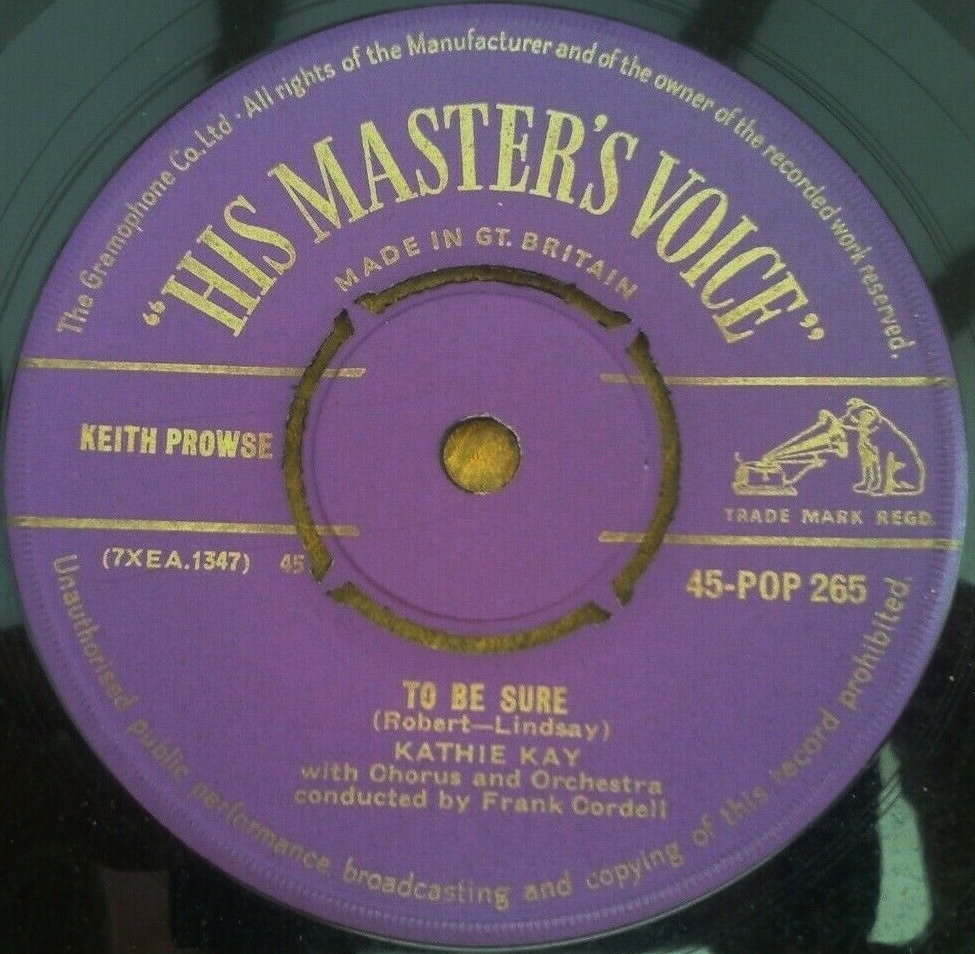 The Gramophone Co. Ltd · All rights of the Manufacturer and of the owner of the recorded work reserved.
“HIS MASTER'S VOICE”
MADE IN GT. BRITAIN
KEITH PROWSE
TRADE MARK REGD.
(7XEA.1347) 45
45-POP 265
TO BE SURE
(Robert—Lindsay)
KATHIE KAY
with Chorus and Orchestra
conducted by Frank Cordell
Unauthorised public performance broadcasting and copying of this record prohibited.